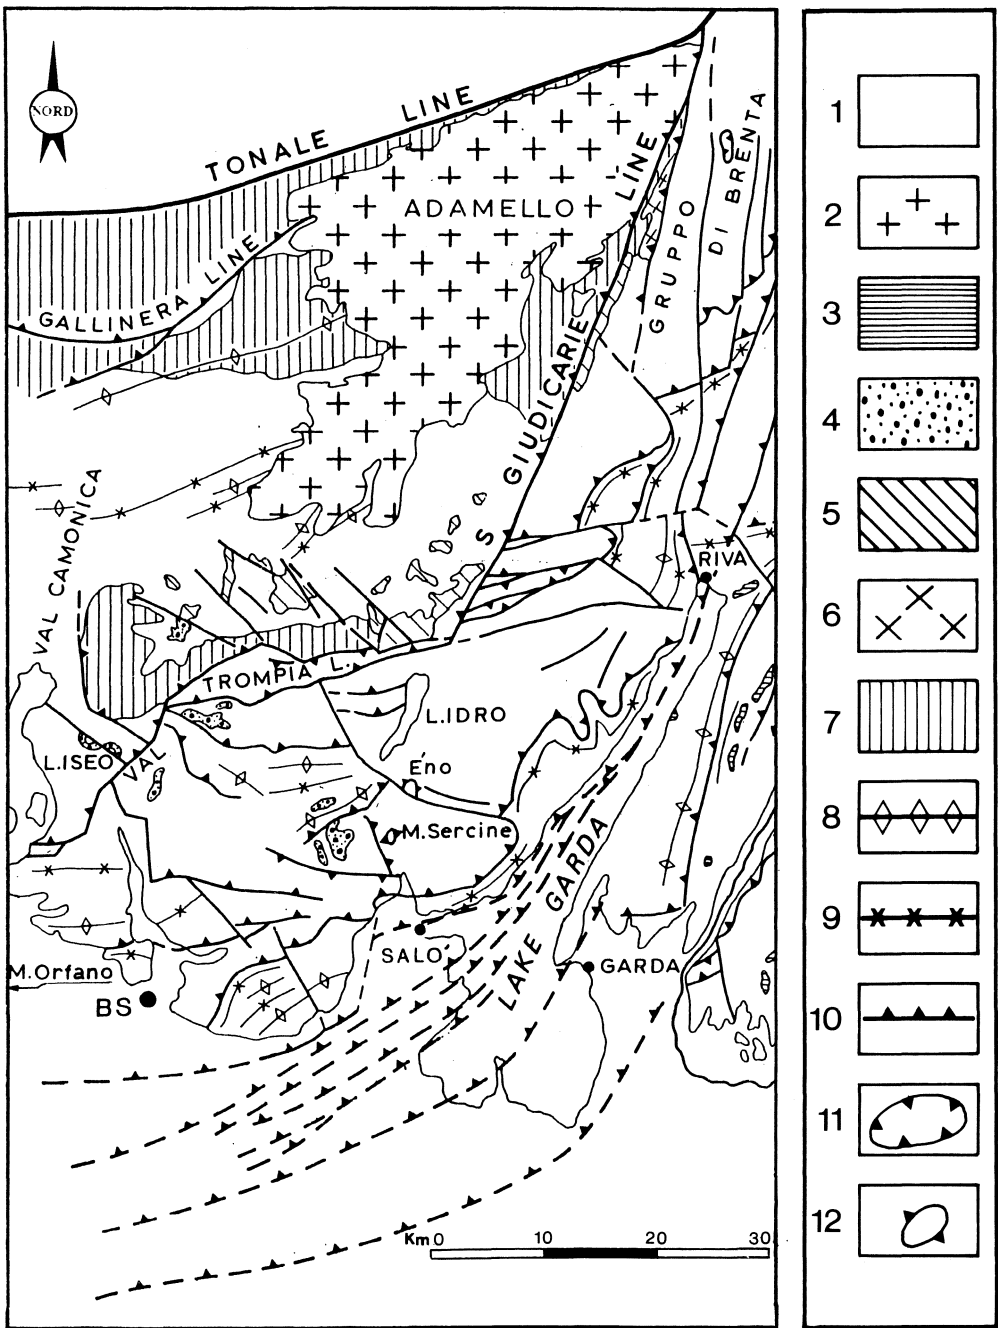 NORD
TONALE LINE
ADAMELLO
GALLINERA LINE
S GIUDICARIE LINE
GRUPPO DI BRENTA
VAL CAMONICA
RIVA
TROMPIA L.
VAL
L.IDRO
L.ISEO
Éno
M.Sercine
LAKE GARDA
SALO'
GARDA
M.Orfano
BS
Km 0 10 20 30
1
2
3
4
5
6
7
8
9
10
11
12